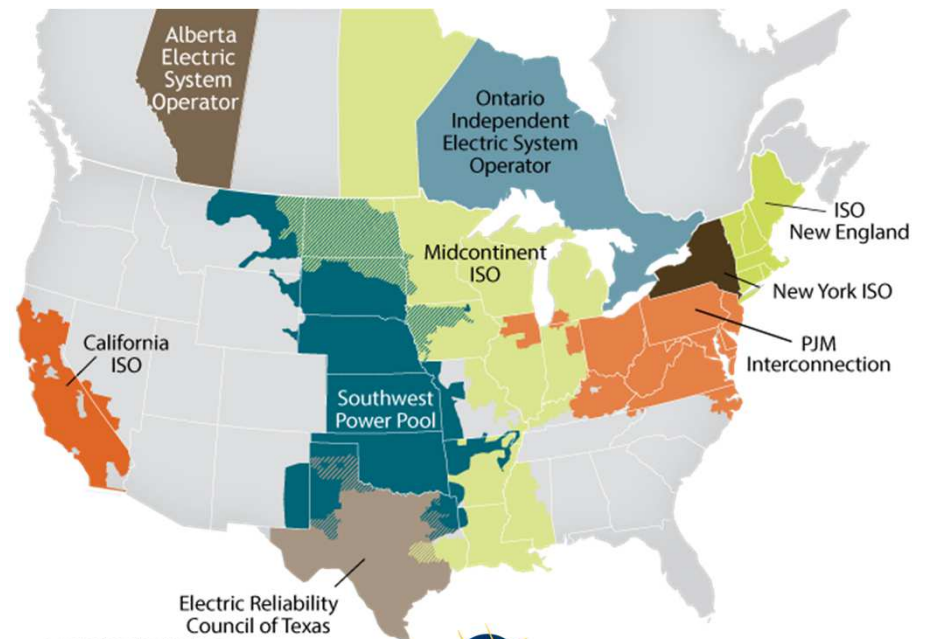 Alberta
Electric
System
Operator
Ontario
Independent
Electric System
Operator
ISO
New England
Midcontinent
ISO
New York ISO
California
ISO
PJM
Interconnection
Southwest
Power Pool
Electric Reliability
Council of Texas